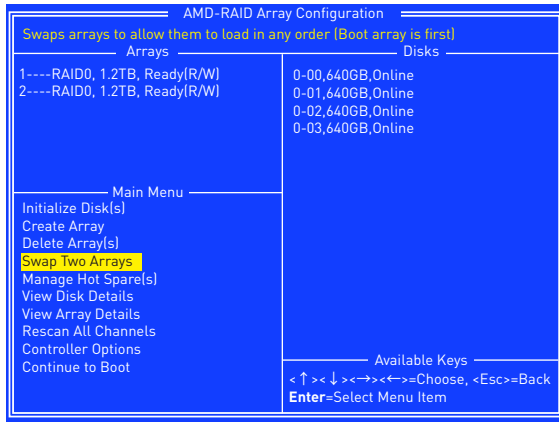 AMD-RAID Array Configuration
Swaps arrays to allow them to load in any order (Boot array is first)
Arrays
1----RAID0, 1.2TB, Ready(R/W)
2----RAID0, 1.2TB, Ready(R/W)
Disks
0-00,640GB,Online
0-01,640GB,Online
0-02,640GB,Online
0-03,640GB,Online
Main Menu
Initialize Disk(s)
Create Array
Delete Array(s)
Swap Two Arrays
Manage Hot Spare(s)
View Disk Details
View Array Details
Rescan All Channels
Controller Options
Continue to Boot
Available Keys
<↑><↓><→><←>=Choose, <Esc>=Back
Enter=Select Menu Item